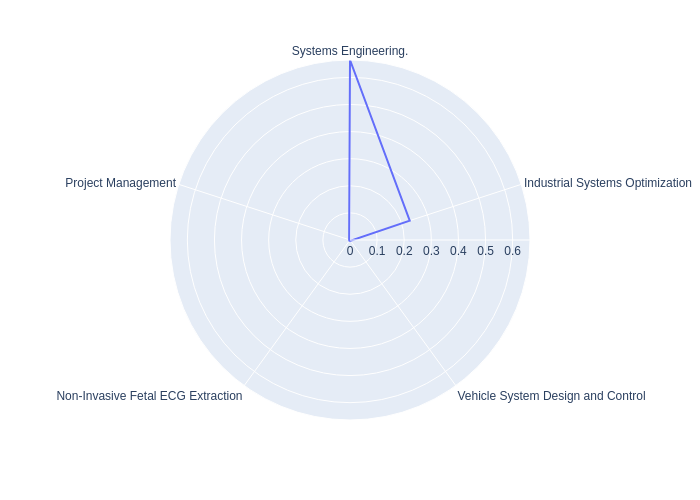 Systems Engineering.
Project Management
Industrial Systems Optimization
0 0.1 0.2 0.3 0.4 0.5 0.6
Non-Invasive Fetal ECG Extraction
Vehicle System Design and Control